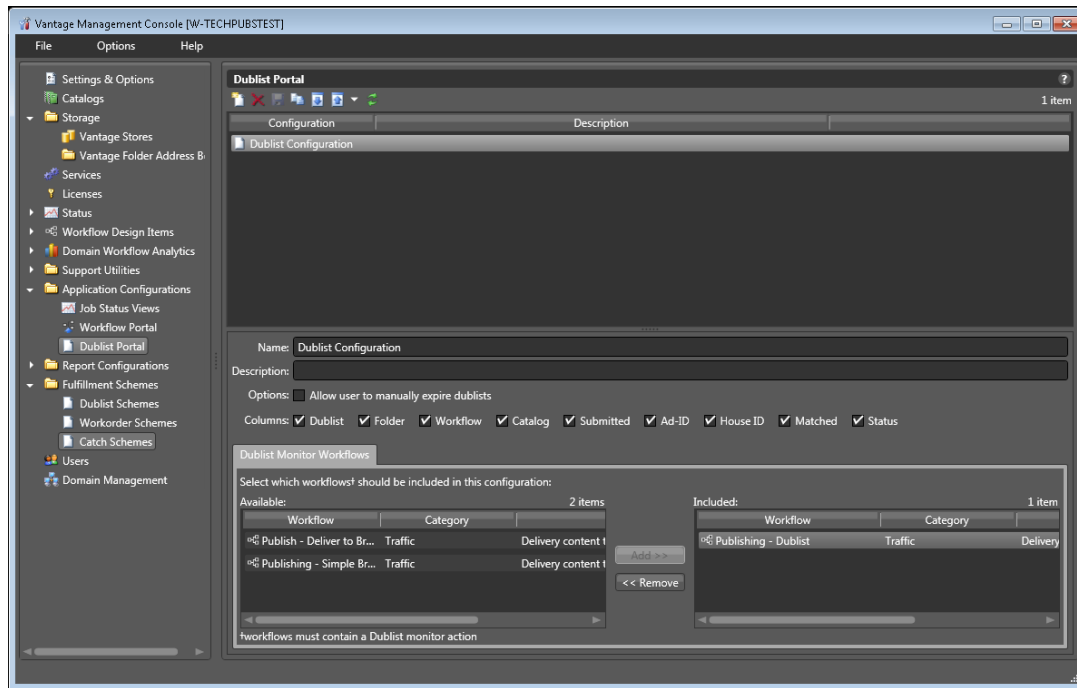 Vantage Management Console [W-TECHPUBSTEST]
File Options Help
Settings & Options
Catalogs
Storage
Vantage Stores
Vantage Folder Address B
Services
Licenses
Status
Workflow Design Items
Domain Workflow Analytics
Support Utilities
Application Configurations
Job Status Views
Workflow Portal
Dublist Portal
Report Configurations
Fulfillment Schemes
Dublist Schemes
Workorder Schemes
Catch Schemes
Users
Domain Management
Dublist Portal ?
1 item
Configuration Description
Dublist Configuration
Name: Dublist Configuration
Description:
Options: Allow user to manually expire dublists
Columns: Dublist Folder Workflow Catalog Submitted Ad-ID House ID Matched Status
Dublist Monitor Workflows
Select which workflows† should be included in this configuration:
Available: 2 items
Workflow Category
Publish - Deliver to Br... Traffic Delivery content t
Publishing - Simple Br... Traffic Delivery content t
Add >>
<< Remove
Included: 1 item
Workflow Category
Publishing - Dublist Traffic Delivery
†workflows must contain a Dublist monitor action